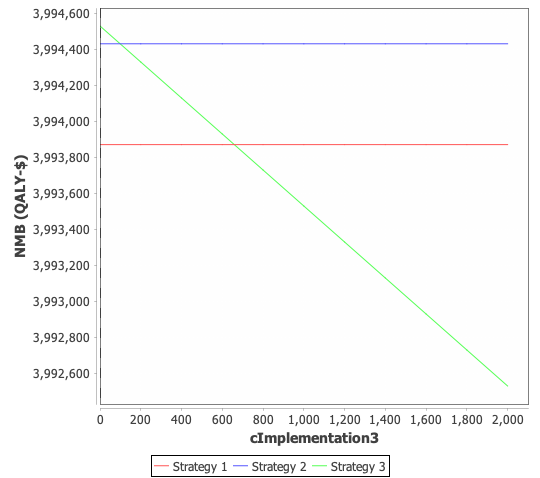 3,994,600
3,994,400
3,994,200
3,994,000
3,993,800
3,993,600
3,993,400
3,993,200
3,993,000
3,992,800
3,992,600
NMB (QALY-$)
0 200 400 600 800 1,000 1,200 1,400 1,600 1,800 2,000
cImplementation3
Strategy 1 Strategy 2 Strategy 3